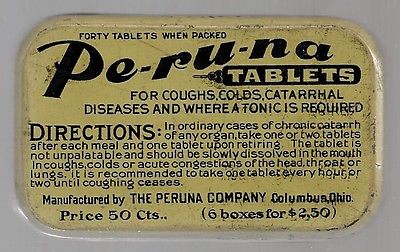 FORTY TABLETS WHEN PACKED
Pe-ru-na
TABLETS
FOR COUGHS, COLDS, CATARRHAL
DISEASES AND WHERE A TONIC IS REQUIRED
DIRECTIONS: In ordinary cases of chronic catarrh
of any organ, take one or two tablets
after each meal and one tablet upon retiring. The tablet is
not unpalatable and should be slowly dissolved in the mouth
In coughs, colds or acute congestions of the head, throat or
lungs. it is recommended to take one tablet every hour or
two until coughing ceases.
Manufactured by THE PERUNA COMPANY Columbus, Ohio.
Price 50 Cts.. (6 boxes for $2,50)